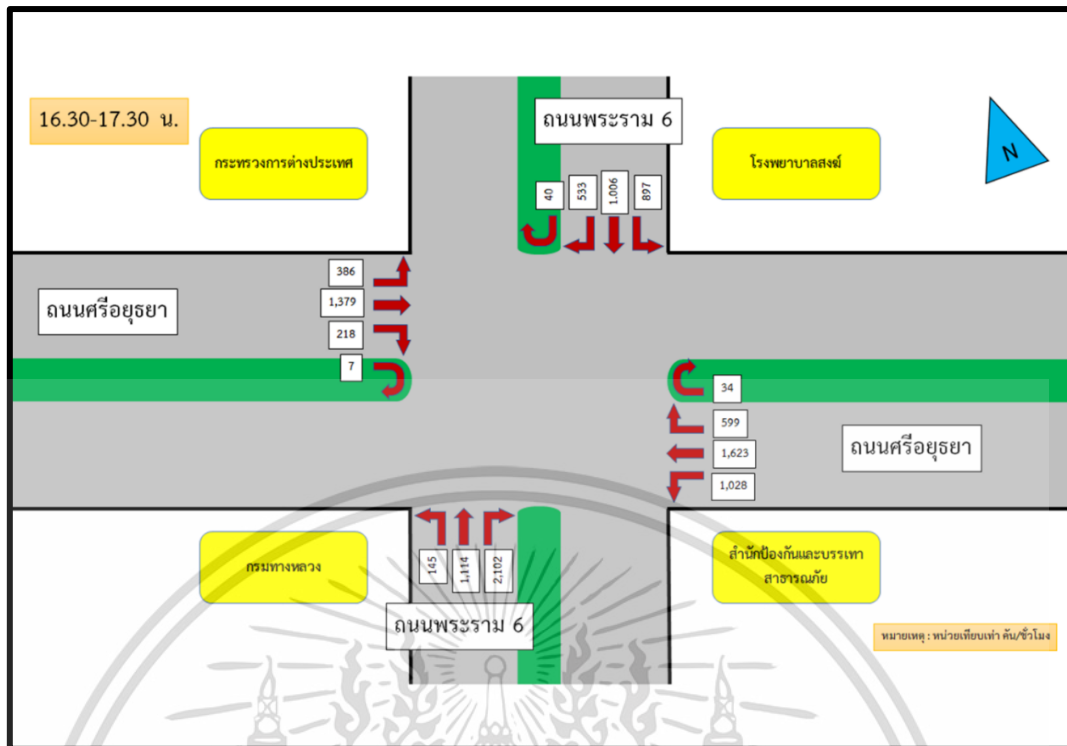 16.30-17.30 น.
ถนนพระราม 6
กระทรวงการต่างประเทศ
โรงพยาบาลสงฆ์
N
40
533
1.006
897
386
1,379
218
7
ถนนศรีอยุธยา
34
599
1,623
1,028
ถนนศรีอยุธยา
145
1,114
2,102
กรมทางหลวง
สำนักป้องกันและบรรเทา
สาธารณภัย
ถนนพระราม 6
หมายเหตุ : หน่วยเทียบเท่า คัน/ชั่วโมง